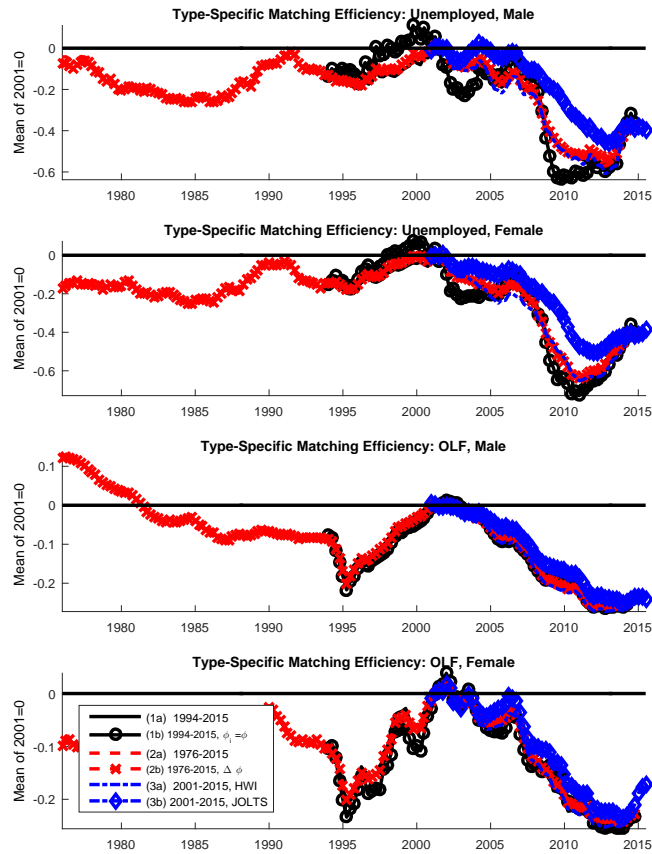 Type-Specific Matching Efficiency: Unemployed, Male
Mean of 2001=0
0
-0.2
-0.4
-0.6
1980 1985 1990 1995 2000 2005 2010 2015
Type-Specific Matching Efficiency: Unemployed, Female
Mean of 2001=0
0
-0.2
-0.4
-0.6
1980 1985 1990 1995 2000 2005 2010 2015
Type-Specific Matching Efficiency: OLF, Male
Mean of 2001=0
0.1
0
-0.1
-0.2
1980 1985 1990 1995 2000 2005 2010 2015
Type-Specific Matching Efficiency: OLF, Female
Mean of 2001=0
0
-0.1
-0.2
(1a) 1994-2015
(1b) 1994-2015, ϕᵢ=ϕ
(2a) 1976-2015
(2b) 1976-2015, Δ ϕ
(3a) 2001-2015, HWI
(3b) 2001-2015, JOLTS
1980 1985 1990 1995 2000 2005 2010 2015